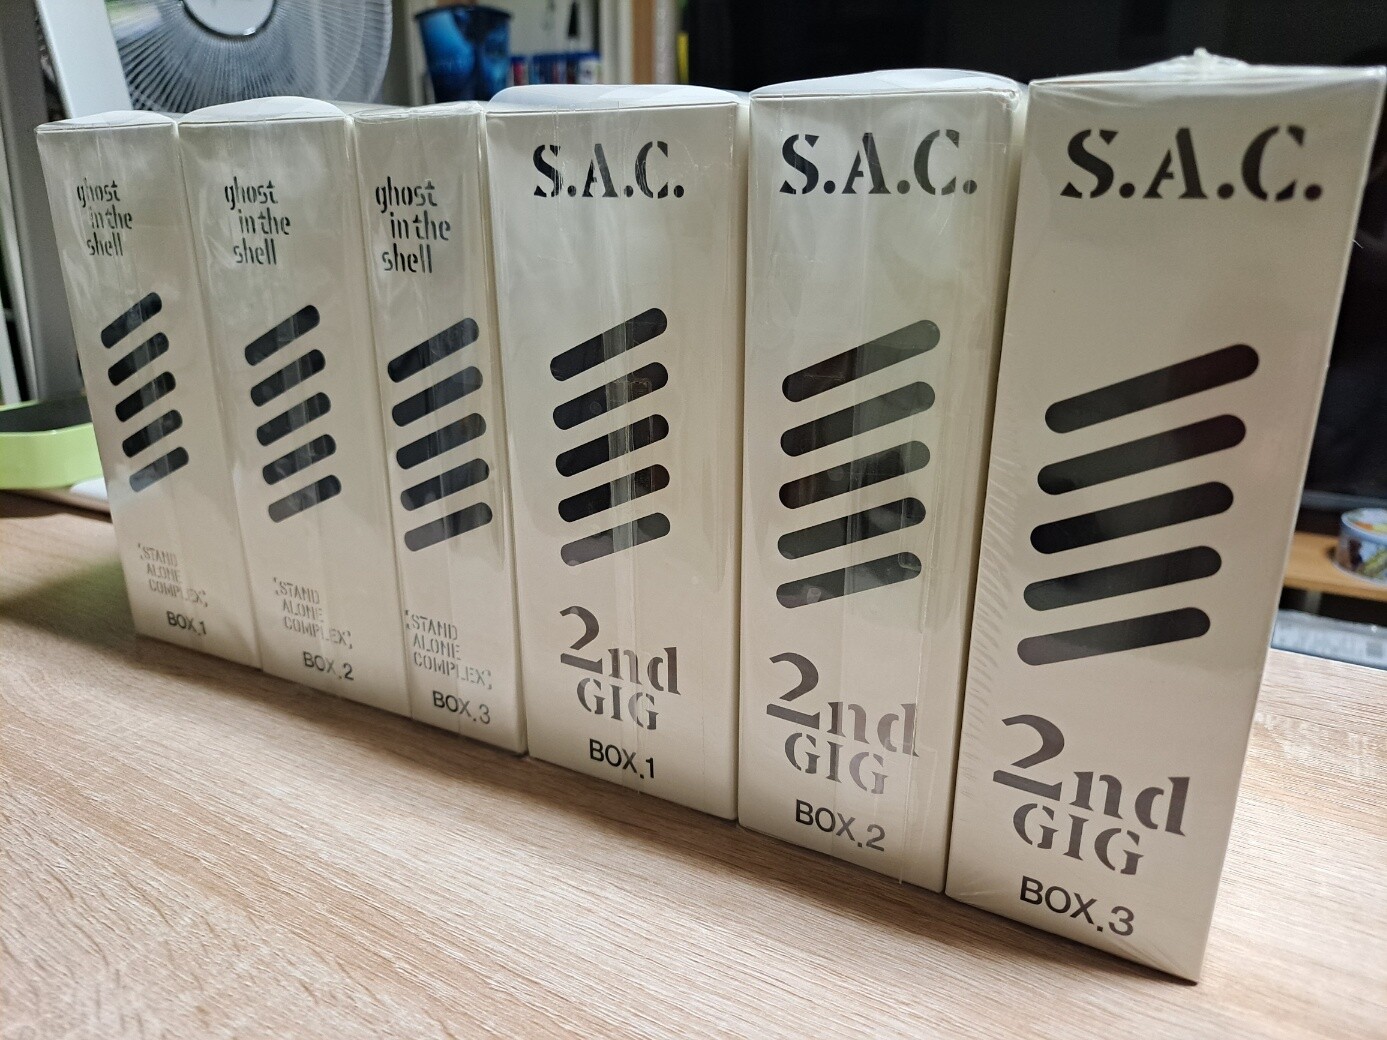 ghost
in the
shell
STAND
ALONE
COMPLEX;
BOX.1
ghost
in the
shell
STAND
ALONE
COMPLEX;
BOX.2
ghost
in the
shell
STAND
ALONE
COMPLEX;
BOX.3
S.A.C.
2nd
GIG
BOX.1
S.A.C.
2nd
GIG
BOX.2
S.A.C.
2nd
GIG
BOX.3